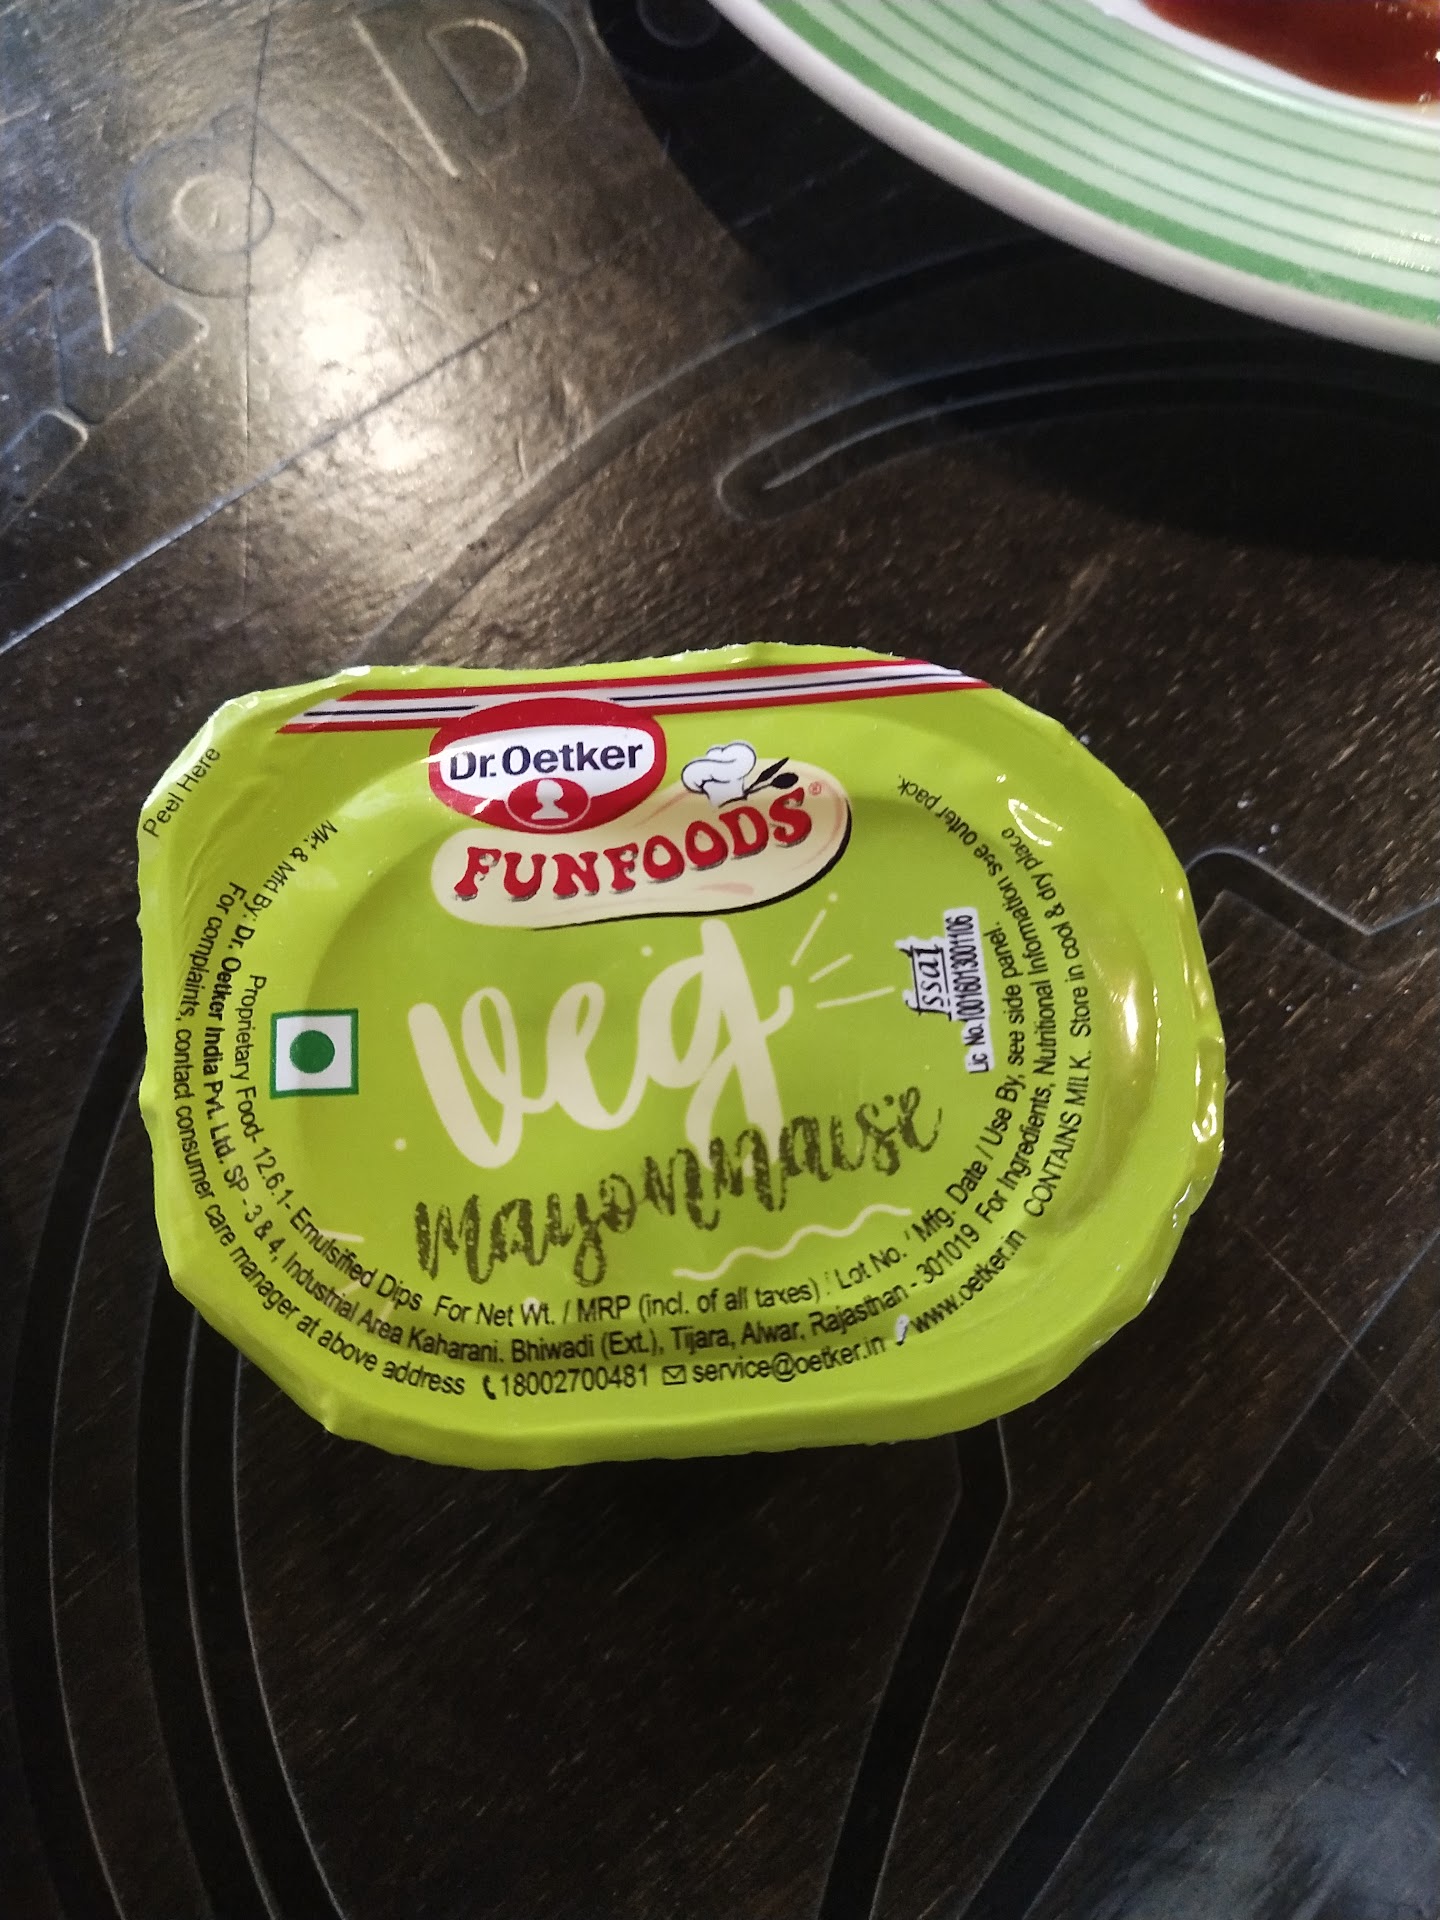 Peel Here
Dr. Oetker
FUNFOODS®
veg
mayonnaise
fssai
Lic No.10016013001106
Proprietary Food- 12.6.1- Emulsified Dips For Net Wt. / MRP (incl. of all taxes) / Lot No. / Mfg. Date / Use By, see side panel.
Mkt. & Mfd By: Dr. Oetker India Pvt. Ltd. SP -3 & 4, Industrial Area Kaharani, Bhiwadi (Ext.), Tijara, Alwar, Rajasthan - 301019 For Ingredients, Nutritional Information see outer pack.
For complaints, contact consumer care manager at above address 18002700481 service@oetker.in www.oetker.in CONTAINS MILK. Store in cool & dry place